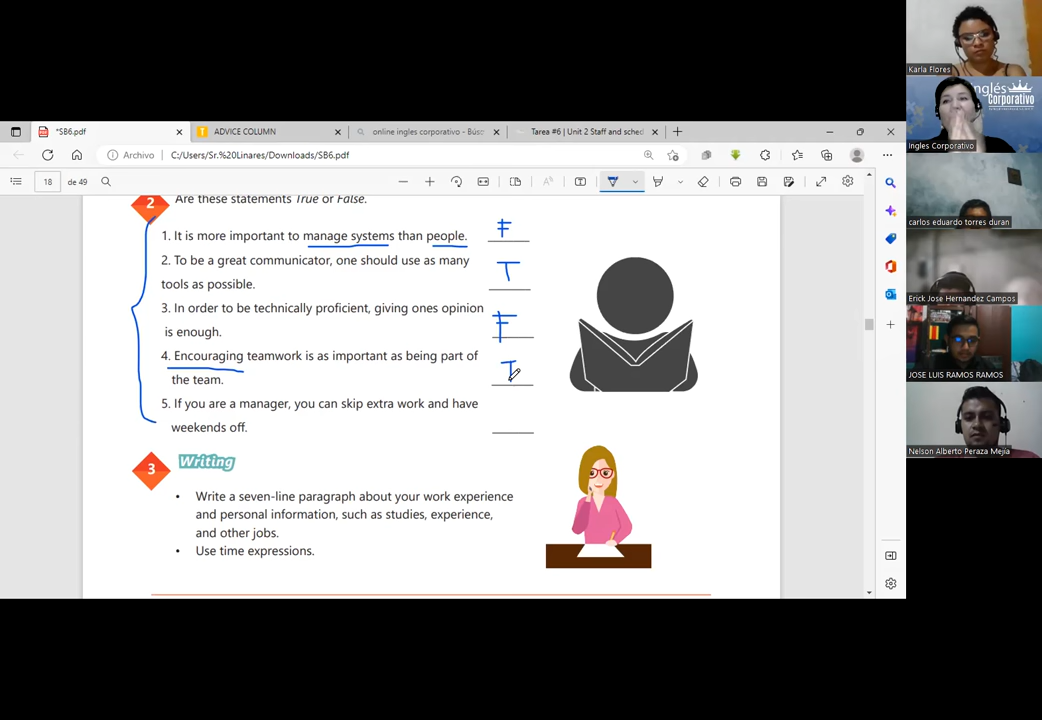 Karla Flores
Inglés
Corporativo
Ingles Corporativo
carlos eduardo torres duran
Erick Jose Hernandez Campos
JOSE LUIS RAMOS RAMOS
Nelson Alberto Peraza Mejía
*SB6.pdf
ADVICE COLUMN
online ingles corporativo - Búsc
Tarea #6 | Unit 2 Staff and sched
Archivo
C:/Users/Sr.%20Linares/Downloads/SB6.pdf
18 de 49
2 Are these statements True or False.
1. It is more important to manage systems than people. F
2. To be a great communicator, one should use as many T
tools as possible.
3. In order to be technically proficient, giving ones opinion F
is enough.
4. Encouraging teamwork is as important as being part of T
the team.
5. If you are a manager, you can skip extra work and have
weekends off.
3 Writing
• Write a seven-line paragraph about your work experience
and personal information, such as studies, experience,
and other jobs.
• Use time expressions.